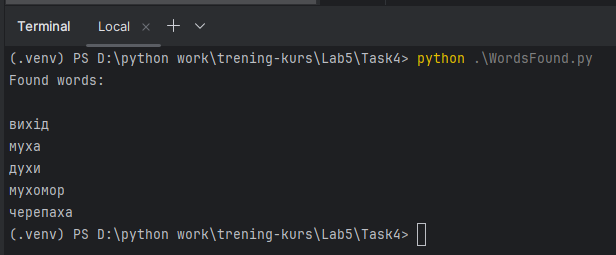 Terminal Local × + ⌄
(.venv) PS D:\python work\trening-kurs\Lab5\Task4> python .\WordsFound.py
Found words:
вихід
муха
духи
мухомор
черепаха
(.venv) PS D:\python work\trening-kurs\Lab5\Task4>